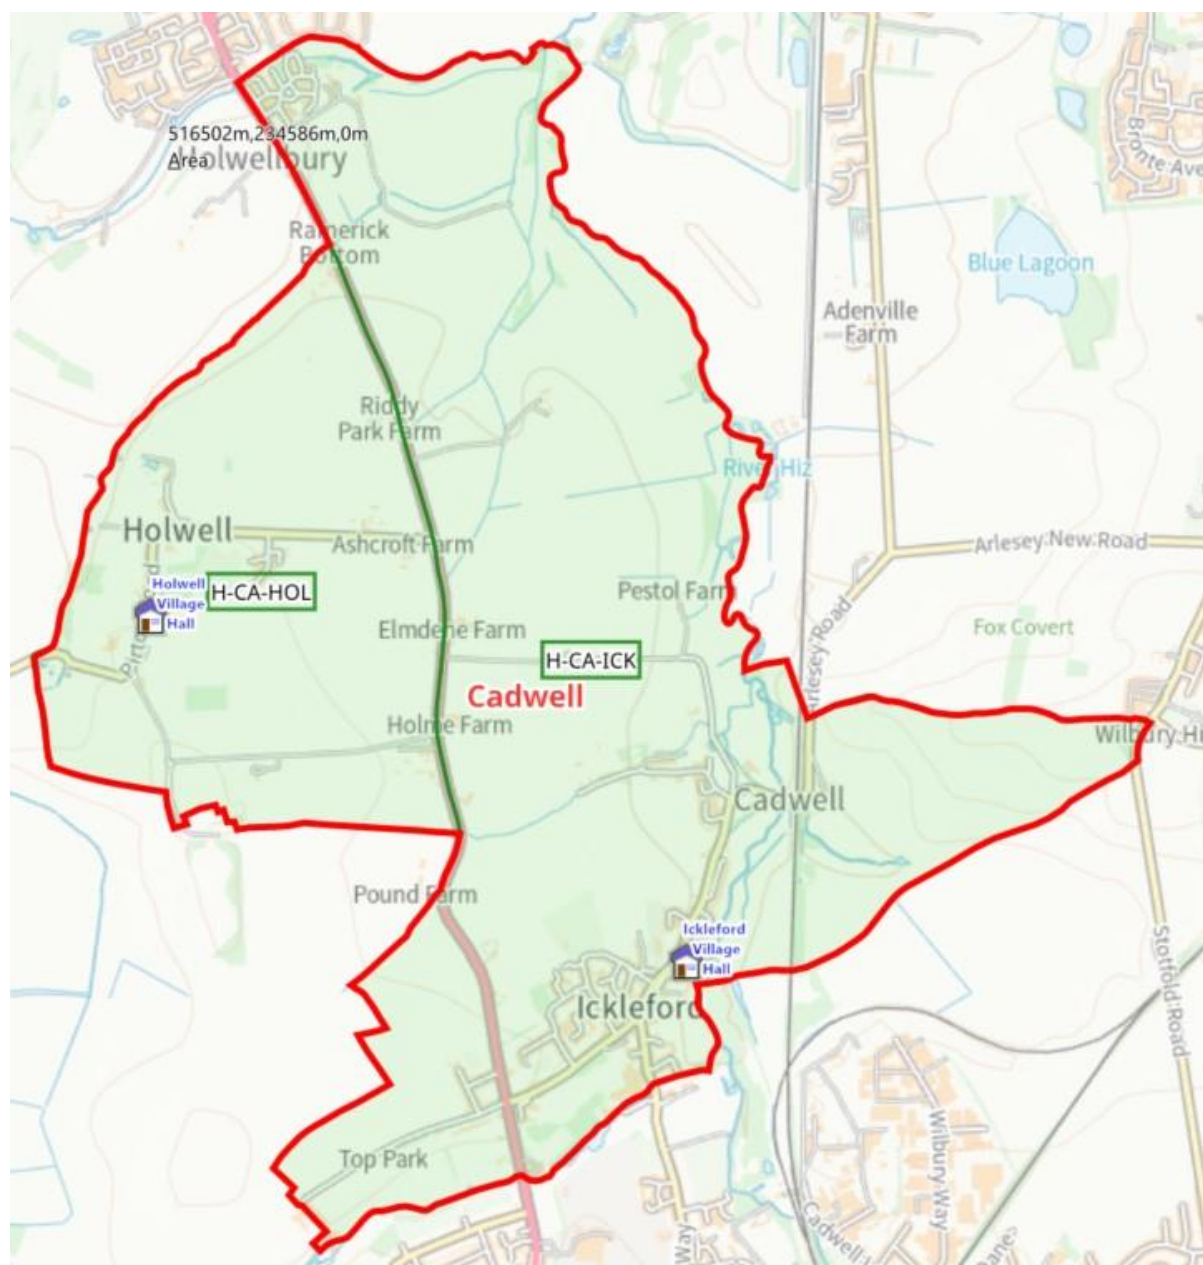 516502m,234586m,0m
Area
Holwellbury
Ramerick
Bottom
Bronte Ave
Blue Lagoon
Adenville
Farm
Riddy
Park Farm
River Hiz
Holwell
Ashcroft Farm
Arlesey New Road
Holwell
Village
Hall
H-CA-HOL
Pestol Farm
Arlesey Road
Fox Covert
Elmdene Farm
H-CA-ICK
Cadwell
Holme Farm
Cadwell
Pound Farm
Ickleford
Village
Hall
Ickleford
Stotfold Road
Top Park
Wilbury Way
Way
Cadwell